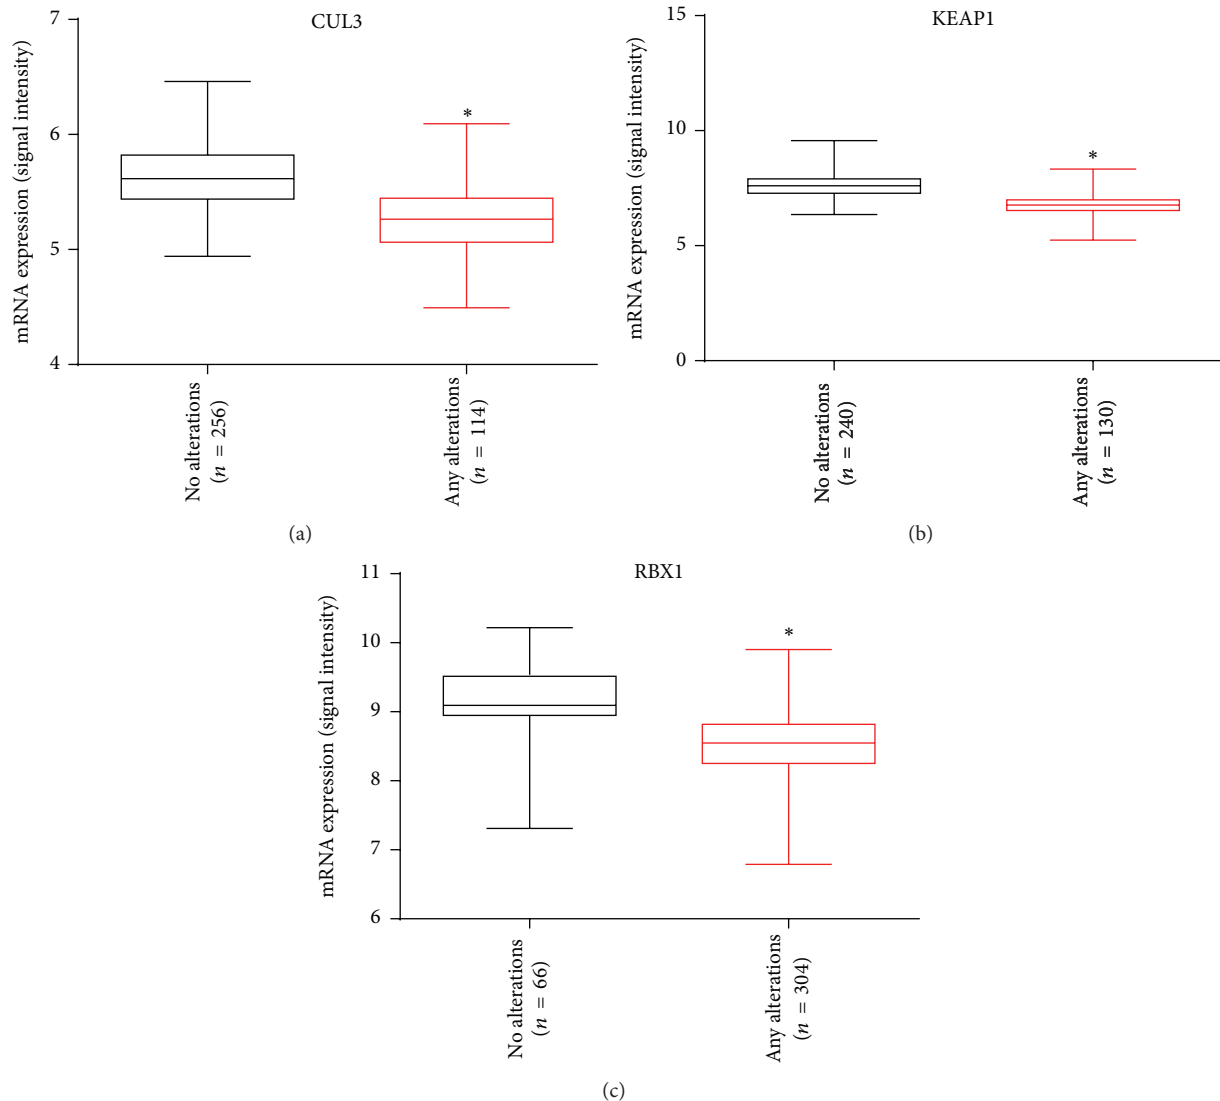 CUL3
mRNA expression (signal intensity)
7
6
5
4
*
No alterations
(n = 256)
Any alterations
(n = 114)
(a)
KEAP1
mRNA expression (signal intensity)
15
10
5
0
*
No alterations
(n = 240)
Any alterations
(n = 130)
(b)
RBX1
mRNA expression (signal intensity)
11
10
9
8
7
6
*
No alterations
(n = 66)
Any alterations
(n = 304)
(c)